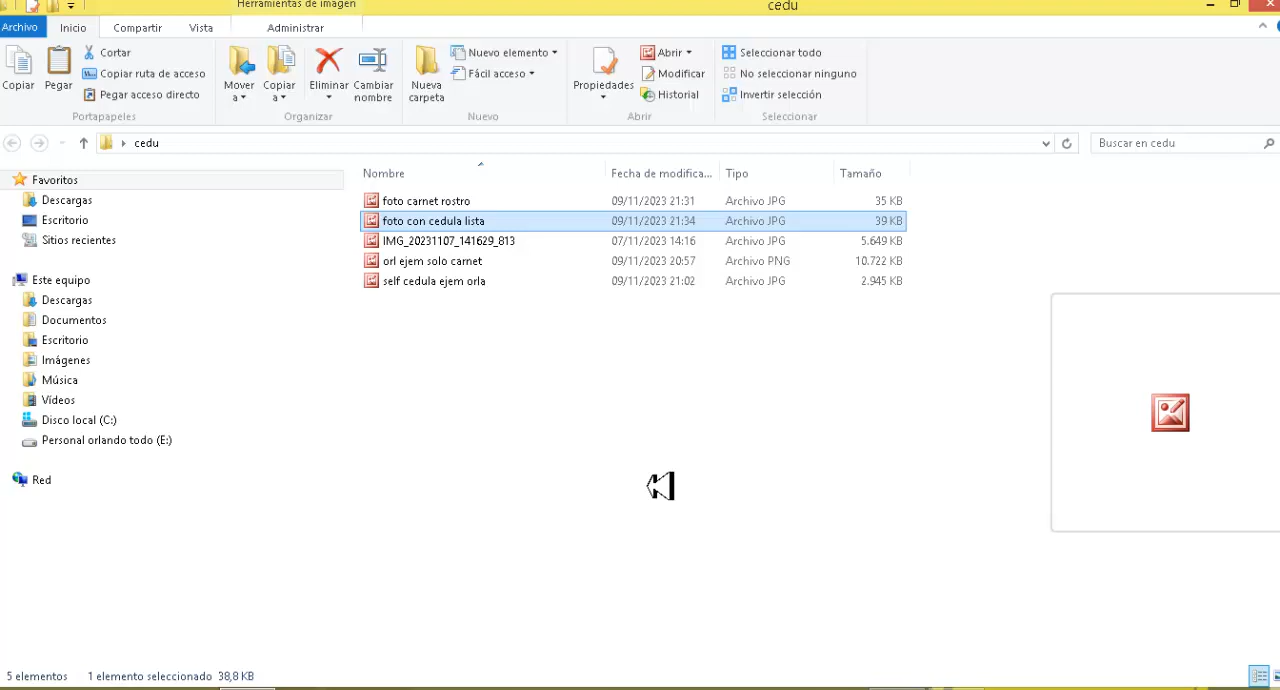 Herramientas de imagen
cedu
Archivo Inicio Compartir Vista Administrar
Copiar
Pegar
Cortar
Copiar ruta de acceso
Pegar acceso directo
Portapapeles
Mover a
Copiar a
Eliminar
Cambiar nombre
Organizar
Nueva carpeta
Nuevo elemento
Fácil acceso
Nuevo
Propiedades
Abrir
Modificar
Historial
Abrir
Seleccionar todo
No seleccionar ninguno
Invertir selección
Seleccionar
cedu
Buscar en cedu
Favoritos
Descargas
Escritorio
Sitios recientes
Este equipo
Descargas
Documentos
Escritorio
Imágenes
Música
Vídeos
Disco local (C:)
Personal orlando todo (E:)
Red
Nombre Fecha de modifica... Tipo Tamaño
foto carnet rostro 09/11/2023 21:31 Archivo JPG 35 KB
foto con cedula lista 09/11/2023 21:34 Archivo JPG 39 KB
IMG_20231107_141629_813 07/11/2023 14:16 Archivo JPG 5.649 KB
orl ejem solo carnet 09/11/2023 20:57 Archivo PNG 10.722 KB
self cedula ejem orla 09/11/2023 21:02 Archivo JPG 2.945 KB
5 elementos 1 elemento seleccionado 38,8 KB